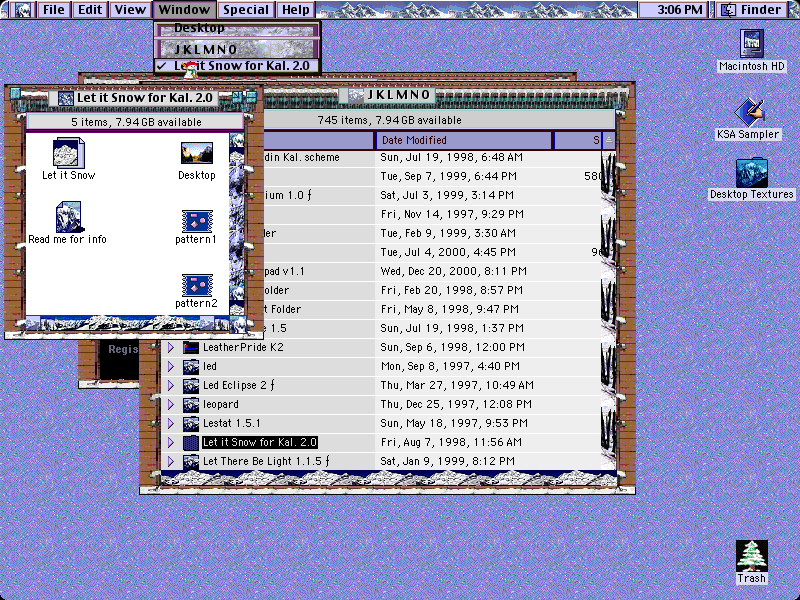 File Edit View Window Special Help 3:06 PM Finder
Desktop
J K L M N O
✓ Let it Snow for Kal. 2.0
Macintosh HD
KSA Sampler
Desktop Textures
Trash
Let it Snow for Kal. 2.0
5 items, 7.94 GB available
Let it Snow
Desktop
Read me for info
pattern1
pattern2
Regis
J K L M N O
745 items, 7.94 GB available
Date Modified S
din Kal. scheme Sun, Jul 19, 1998, 6:48 AM
Tue, Sep 7, 1999, 6:44 PM 580
ium 1.0 ƒ Sat, Jul 3, 1999, 3:14 PM
Fri, Nov 14, 1997, 9:29 PM
der Tue, Feb 9, 1999, 3:30 AM
Tue, Jul 4, 2000, 4:45 PM 96
pad v1.1 Wed, Dec 20, 2000, 8:11 PM
older Fri, Feb 20, 1998, 8:57 PM
t Folder Fri, May 8, 1998, 9:47 PM
e 1.5 Sun, Jul 19, 1998, 1:37 PM
LeatherPride K2 Sun, Sep 6, 1998, 12:00 PM
led Mon, Sep 8, 1997, 4:40 PM
Led Eclipse 2 ƒ Thu, Mar 27, 1997, 10:49 AM
leopard Thu, Dec 25, 1997, 12:08 PM
Lestat 1.5.1 Sun, May 18, 1997, 9:53 PM
Let it Snow for Kal. 2.0 Fri, Aug 7, 1998, 11:56 AM
Let There Be Light 1.1.5 ƒ Sat, Jan 9, 1999, 8:12 PM